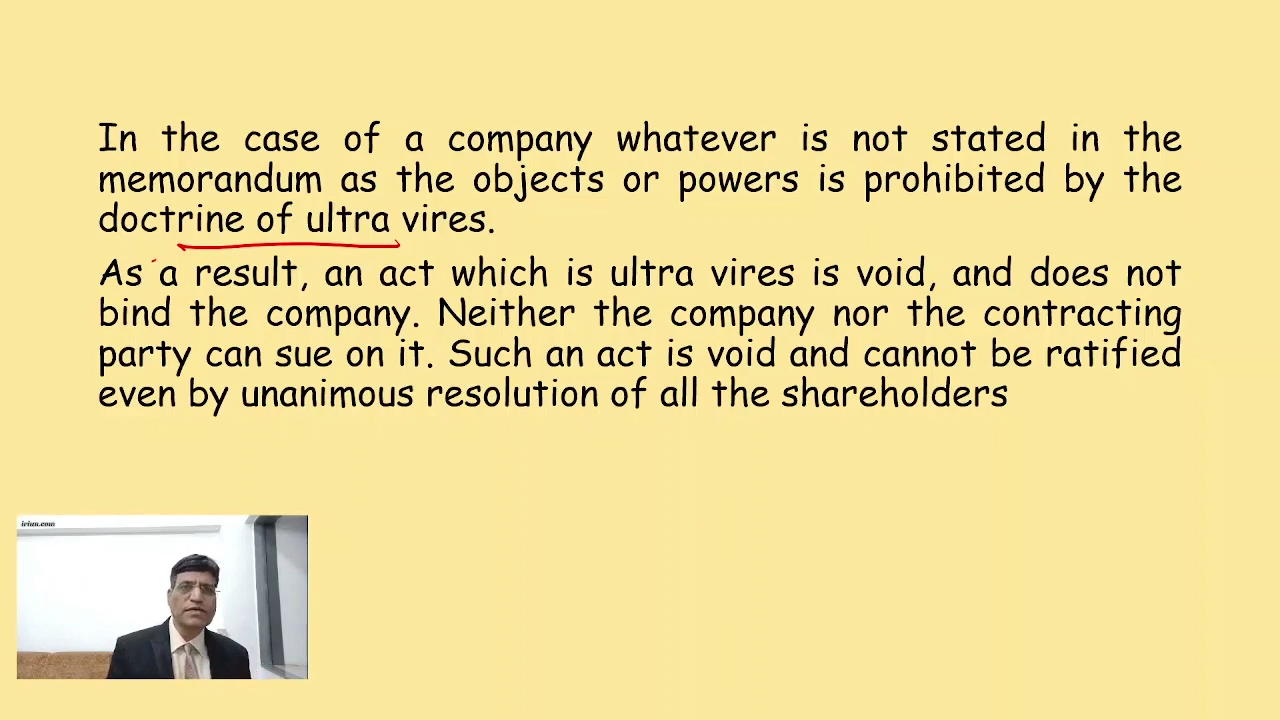 In the case of a company whatever is not stated in the
memorandum as the objects or powers is prohibited by the
doctrine of ultra vires.
As a result, an act which is ultra vires is void, and does not
bind the company. Neither the company nor the contracting
party can sue on it. Such an act is void and cannot be ratified
even by unanimous resolution of all the shareholders
iriun.com